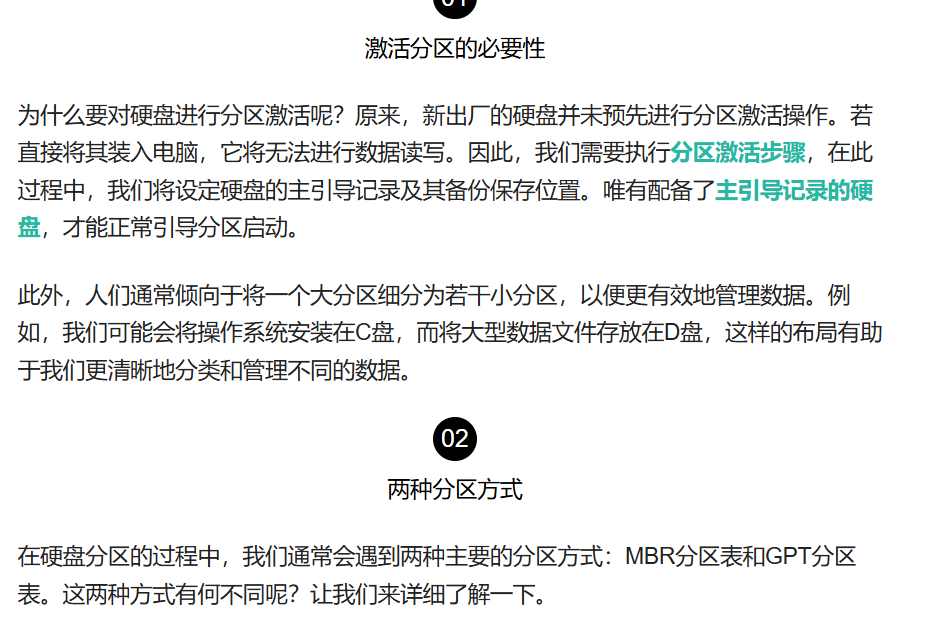 01
激活分区的必要性
为什么要对硬盘进行分区激活呢？原来，新出厂的硬盘并未预先进行分区激活操作。若
直接将其装入电脑，它将无法进行数据读写。因此，我们需要执行分区激活步骤，在此
过程中，我们将设定硬盘的主引导记录及其备份保存位置。唯有配备了主引导记录的硬
盘，才能正常引导分区启动。
此外，人们通常倾向于将一个大分区细分为若干小分区，以便更有效地管理数据。例
如，我们可能会将操作系统安装在C盘，而将大型数据文件存放在D盘，这样的布局有助
于我们更清晰地分类和管理不同的数据。
02
两种分区方式
在硬盘分区的过程中，我们通常会遇到两种主要的分区方式：MBR分区表和GPT分区
表。这两种方式有何不同呢？让我们来详细了解一下。